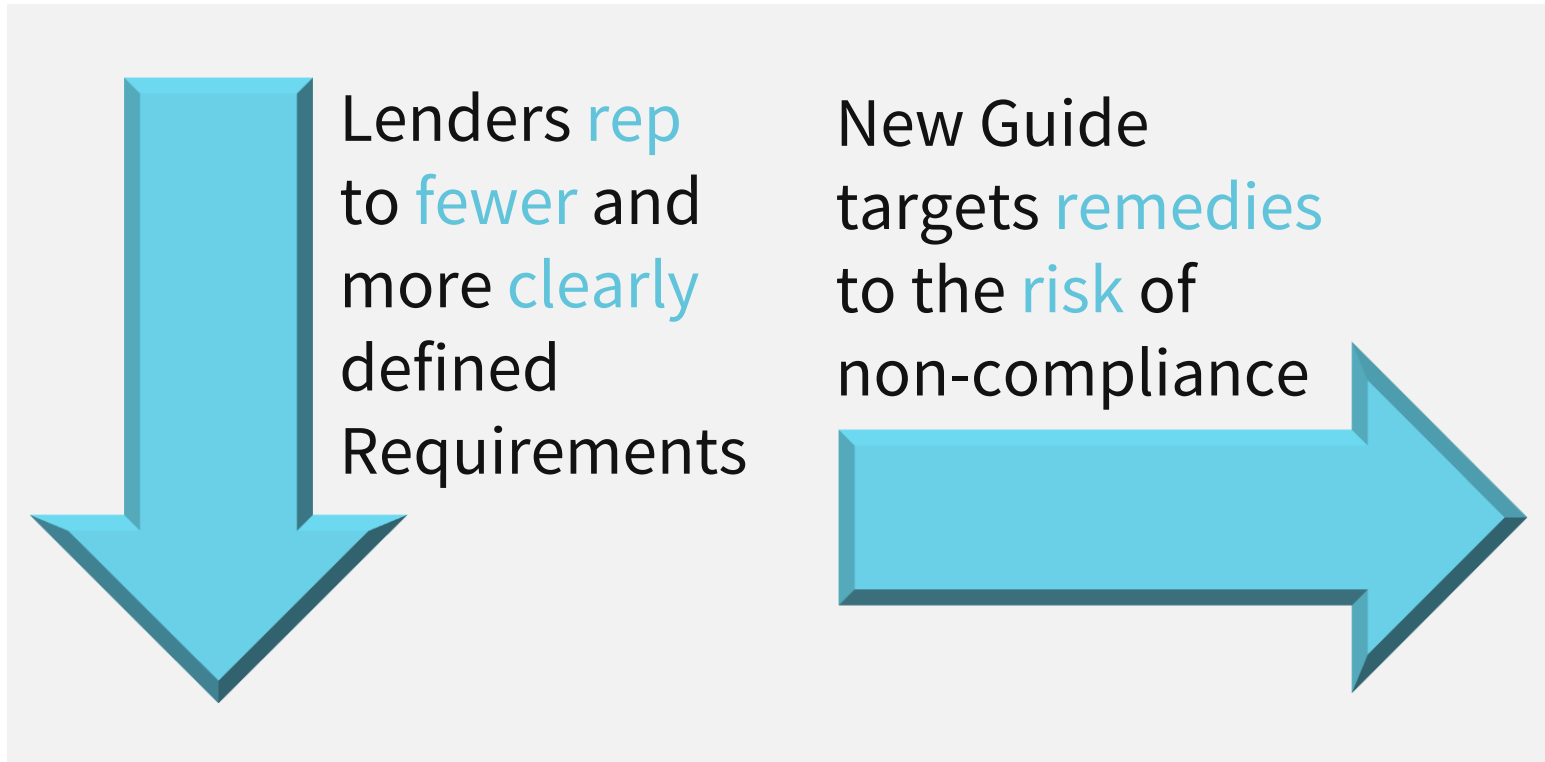 Lenders rep
to fewer and
more clearly
defined
Requirements
New Guide
targets remedies
to the risk of
non-compliance